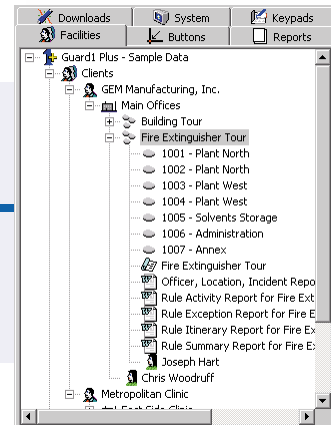 Downloads System Keypads
Facilities Buttons Reports
Guard1 Plus - Sample Data
Clients
GEM Manufacturing, Inc.
Main Offices
Building Tour
Fire Extinguisher Tour
1001 - Plant North
1002 - Plant North
1003 - Plant West
1004 - Plant West
1005 - Solvents Storage
1006 - Administration
1007 - Annex
Fire Extinguisher Tour
Officer, Location, Incident Repo
Rule Activity Report for Fire Ext
Rule Exception Report for Fire E
Rule Itinerary Report for Fire Ex
Rule Summary Report for Fire E
Joseph Hart
Chris Woodruff
Metropolitan Clinic
East Side Clinic